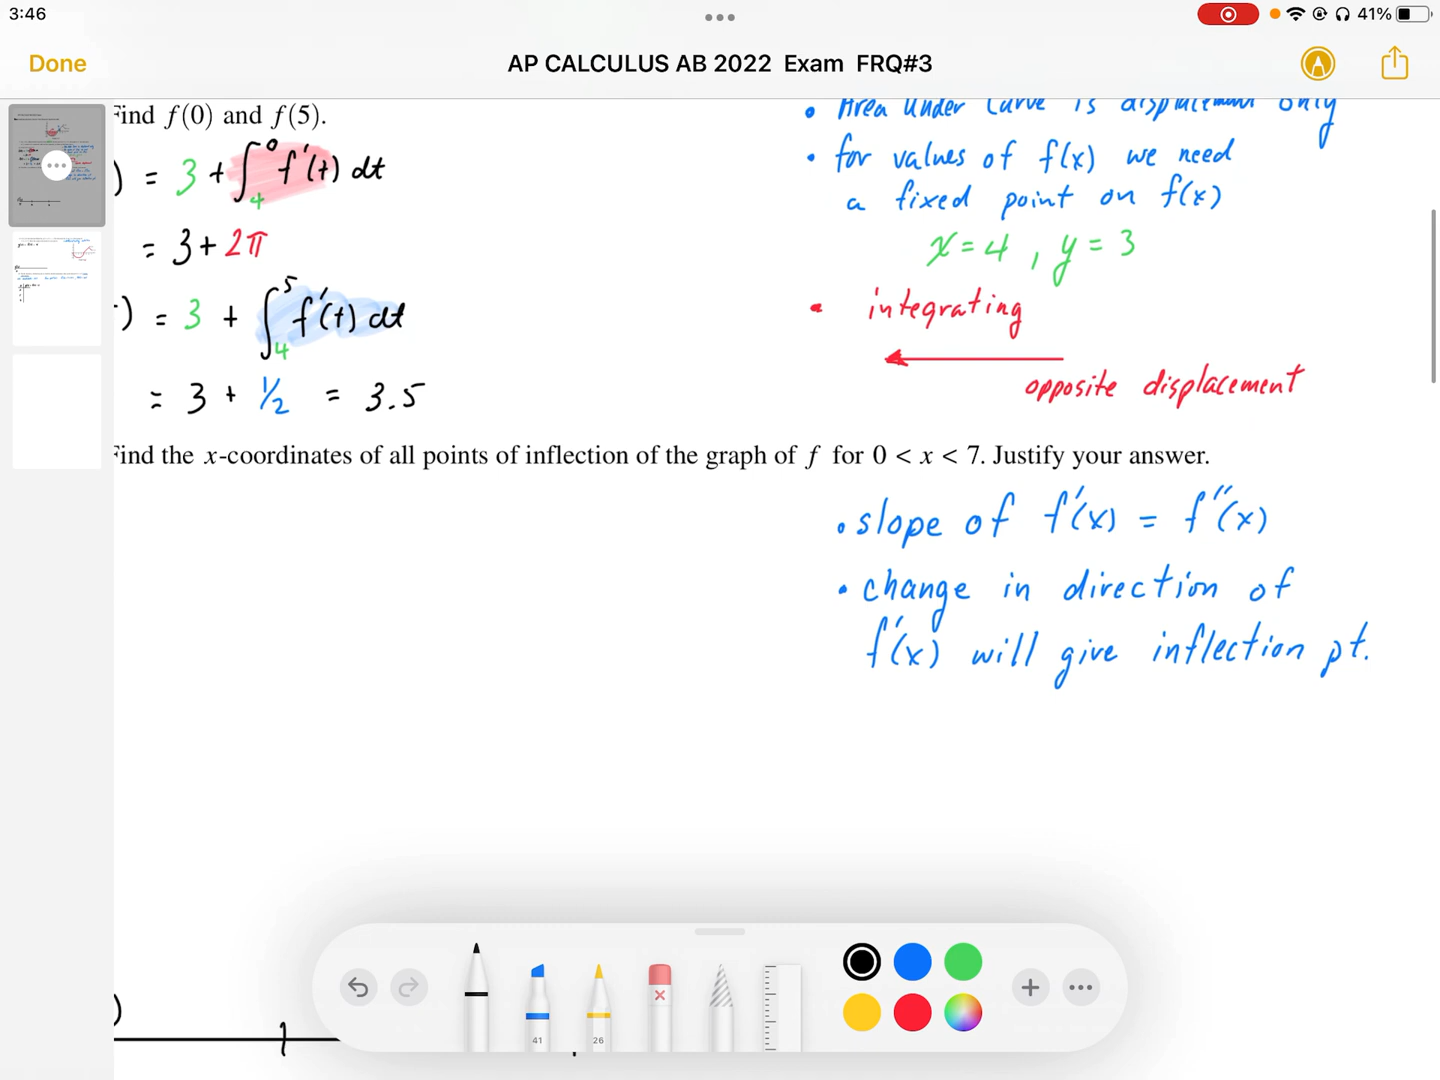 3:46
41%
Done
AP CALCULUS AB 2022 Exam FRQ#3
Find f(0) and f(5).
) = 3 + ∫₄⁰ f'(t) dt
= 3 + 2π
) = 3 + ∫₄⁵ f'(t) dt
= 3 + 1/2 = 3.5
• Area under curve is displacement only
• for values of f(x) we need
a fixed point on f(x)
x = 4 , y = 3
• integrating
opposite displacement
Find the x-coordinates of all points of inflection of the graph of f for 0 < x < 7. Justify your answer.
• slope of f'(x) = f''(x)
• change in direction of
f'(x) will give inflection pt.
)
41
26